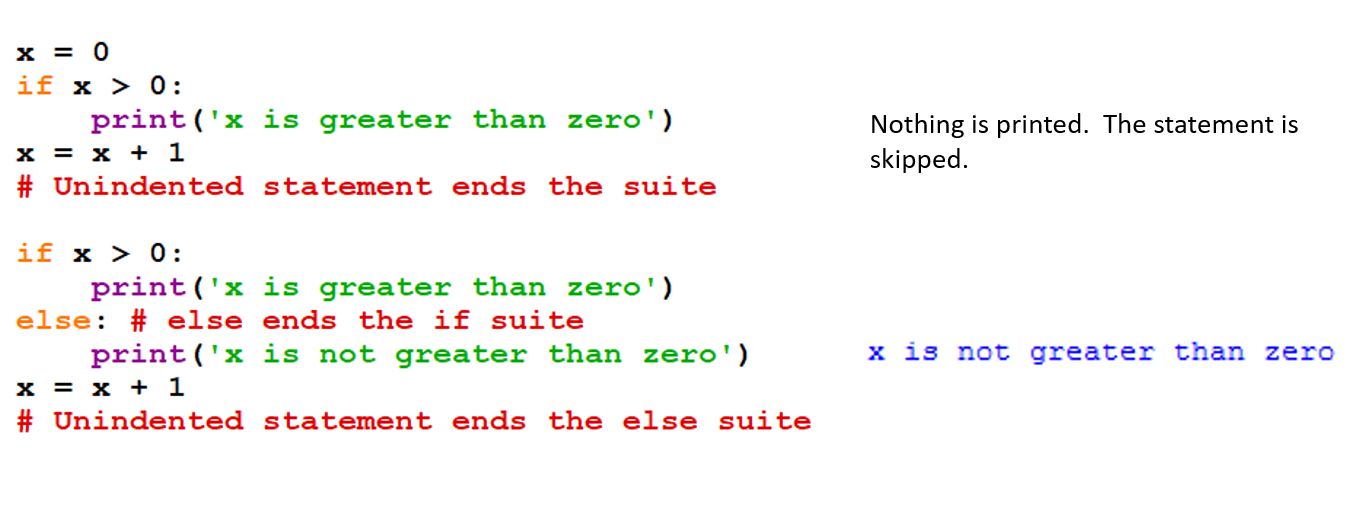 x = 0
if x > 0:
    print('x is greater than zero')
x = x + 1
# Unindented statement ends the suite
Nothing is printed.  The statement is
skipped.
if x > 0:
    print('x is greater than zero')
else: # else ends the if suite
    print('x is not greater than zero')
x = x + 1
# Unindented statement ends the else suite
x is not greater than zero